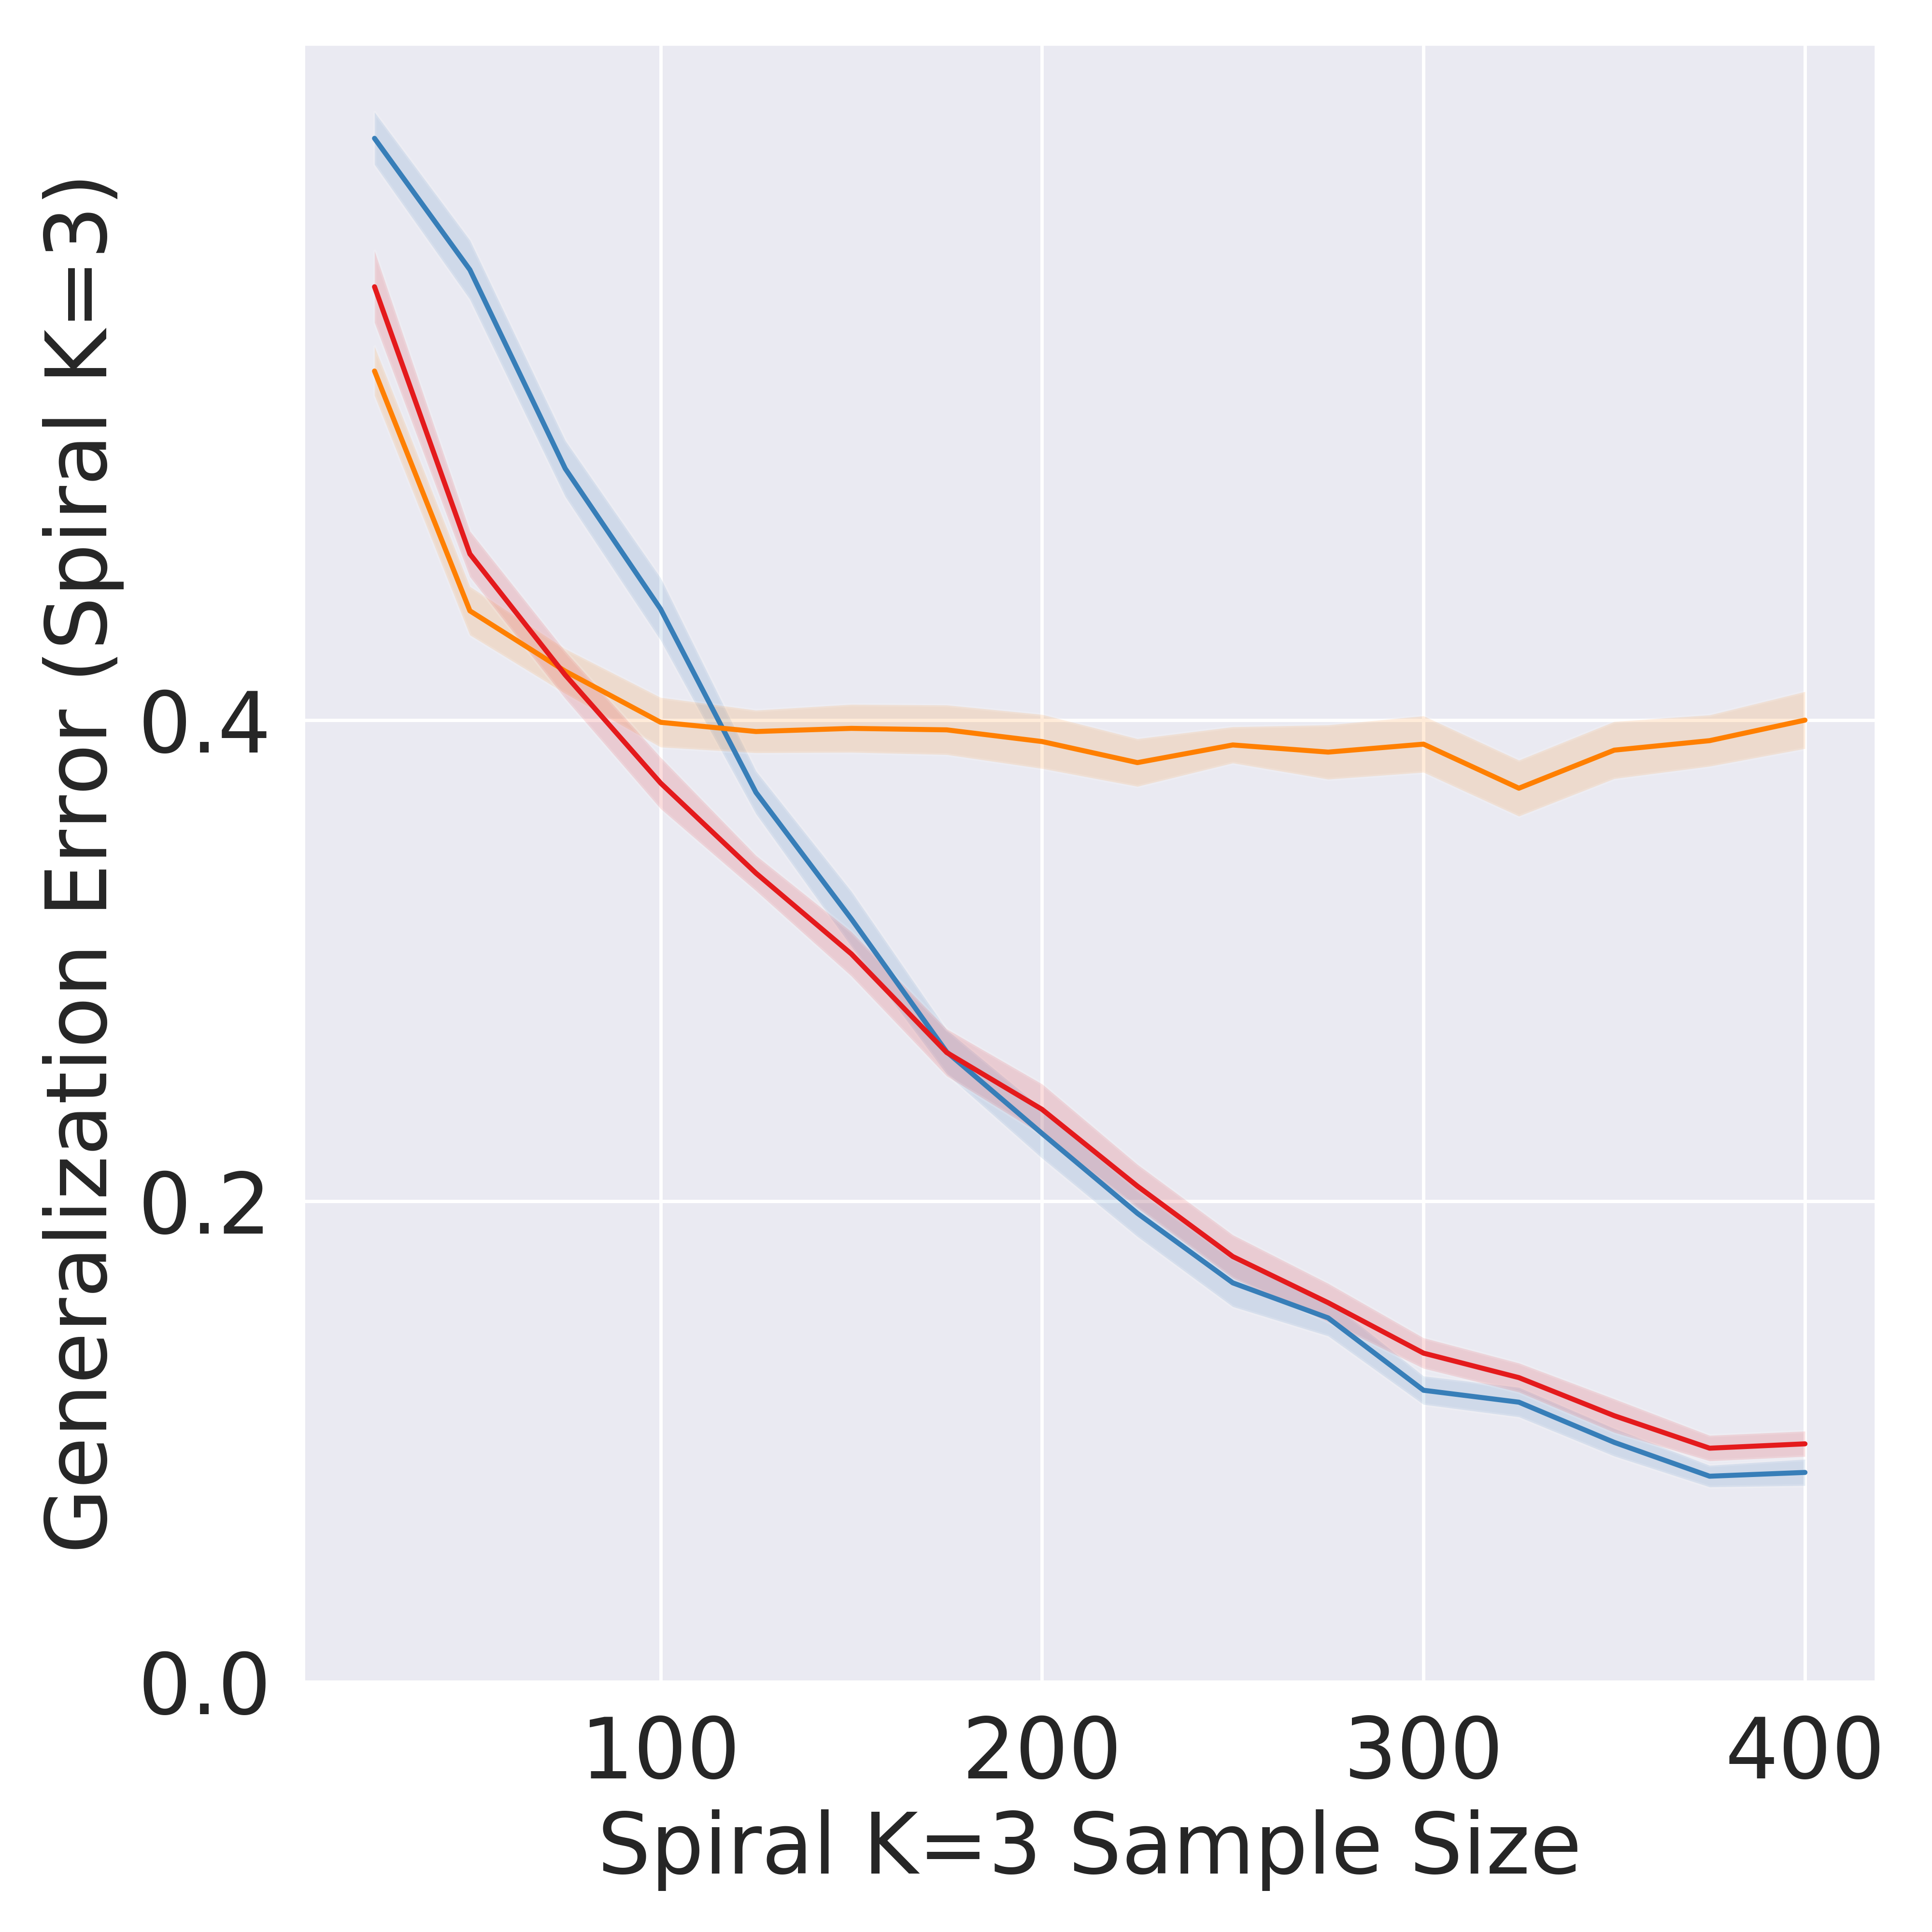 Generalization Error (Spiral K=3)
0.4
0.2
0.0
100 200 300 400
Spiral K=3 Sample Size